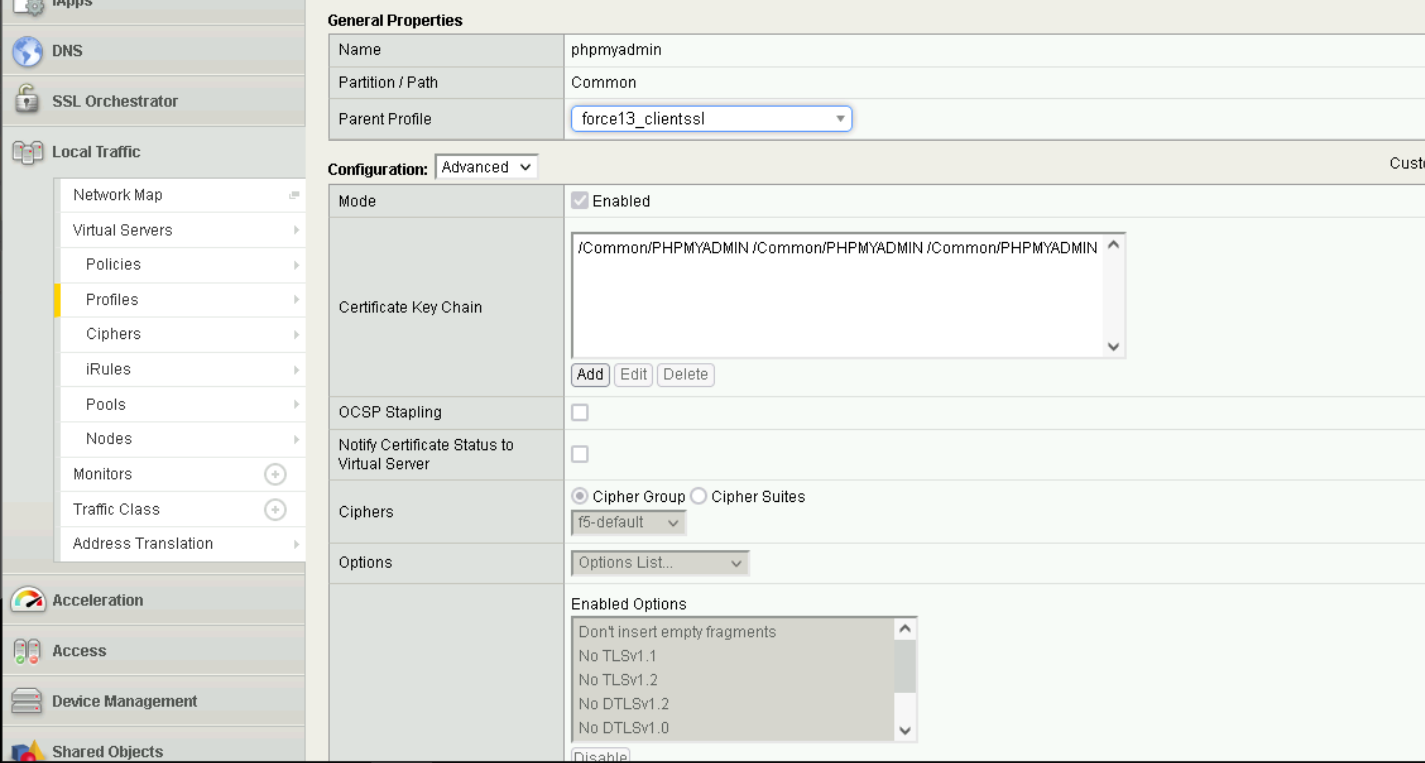 iApps
DNS
SSL Orchestrator
Local Traffic
Network Map
Virtual Servers
Policies
Profiles
Ciphers
iRules
Pools
Nodes
Monitors
Traffic Class
Address Translation
Acceleration
Access
Device Management
Shared Objects
General Properties
Name phpmyadmin
Partition / Path Common
Parent Profile force13_clientssl
Configuration: Advanced
Mode Enabled
Certificate Key Chain
/Common/PHPMYADMIN /Common/PHPMYADMIN /Common/PHPMYADMIN
Add Edit Delete
OCSP Stapling
Notify Certificate Status to
Virtual Server
Ciphers
Cipher Group Cipher Suites
f5-default
Options Options List...
Enabled Options
Don't insert empty fragments
No TLSv1.1
No TLSv1.2
No DTLSv1.2
No DTLSv1.0
Disable